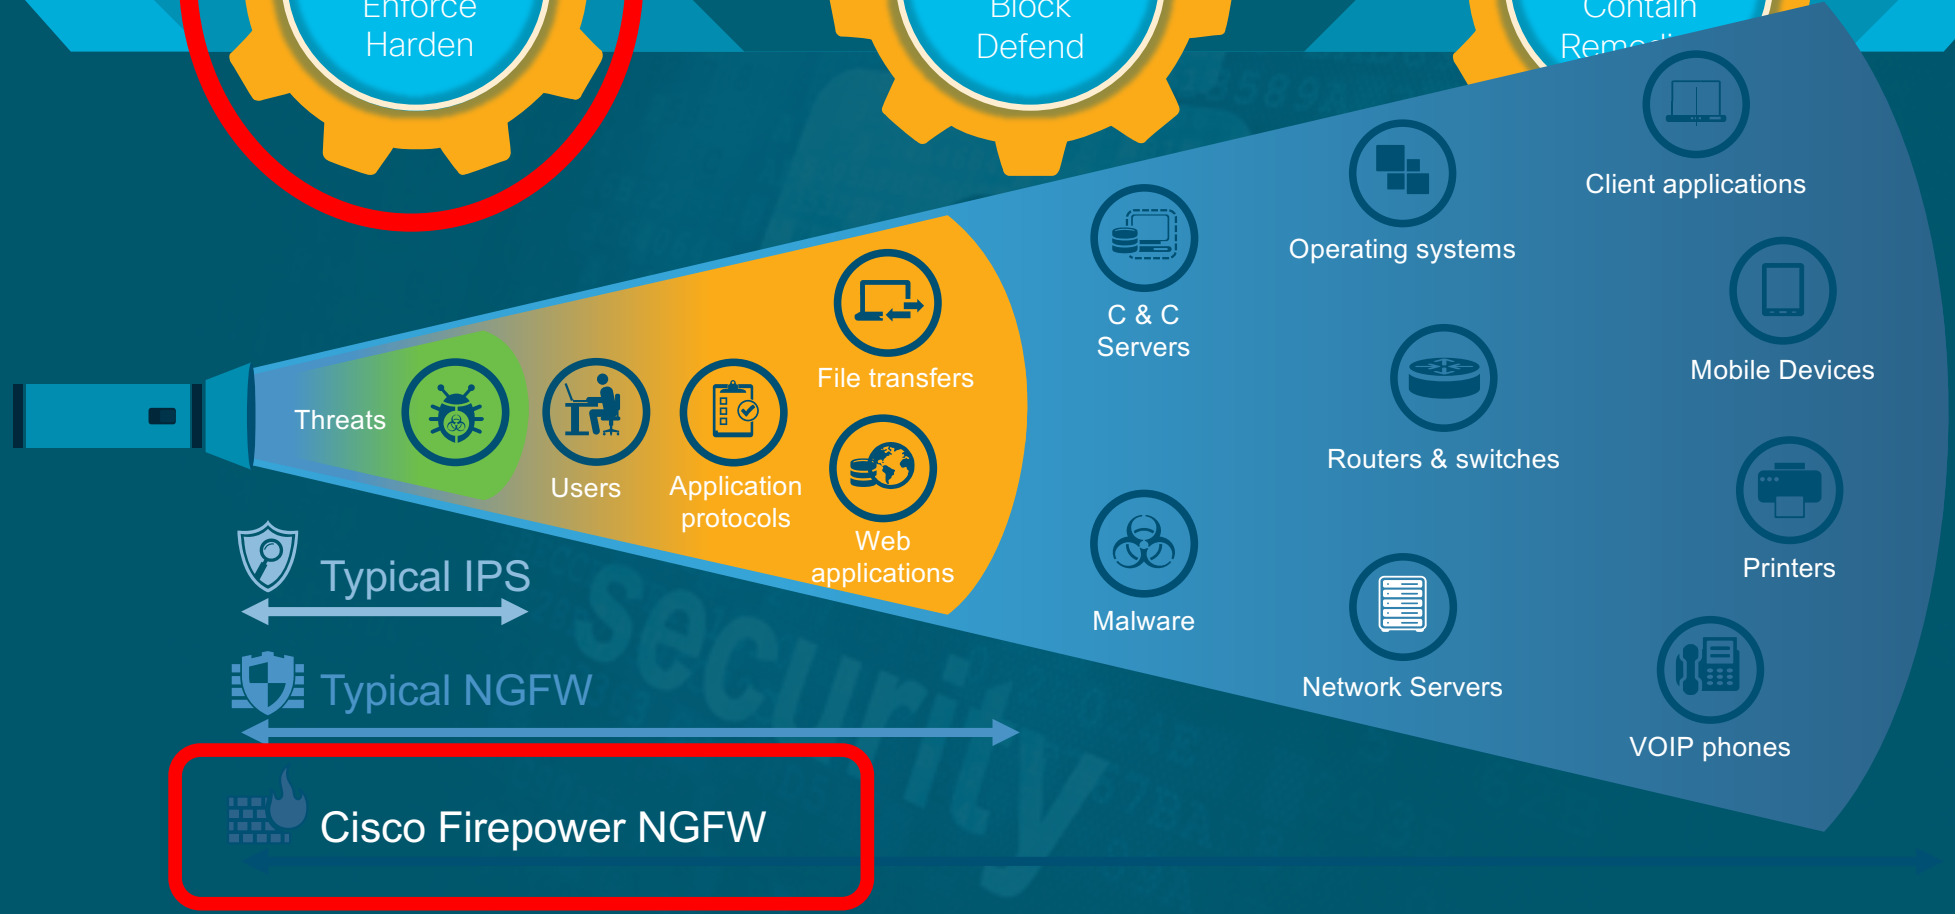 Enforce
Harden
Block
Defend
Contain
Client applications
Operating systems
C & C
Servers
Mobile Devices
File transfers
Threats
Routers & switches
Users
Application
protocols
Web
applications
Typical IPS
Malware
Printers
Network Servers
Typical NGFW
VOIP phones
Cisco Firepower NGFW
security